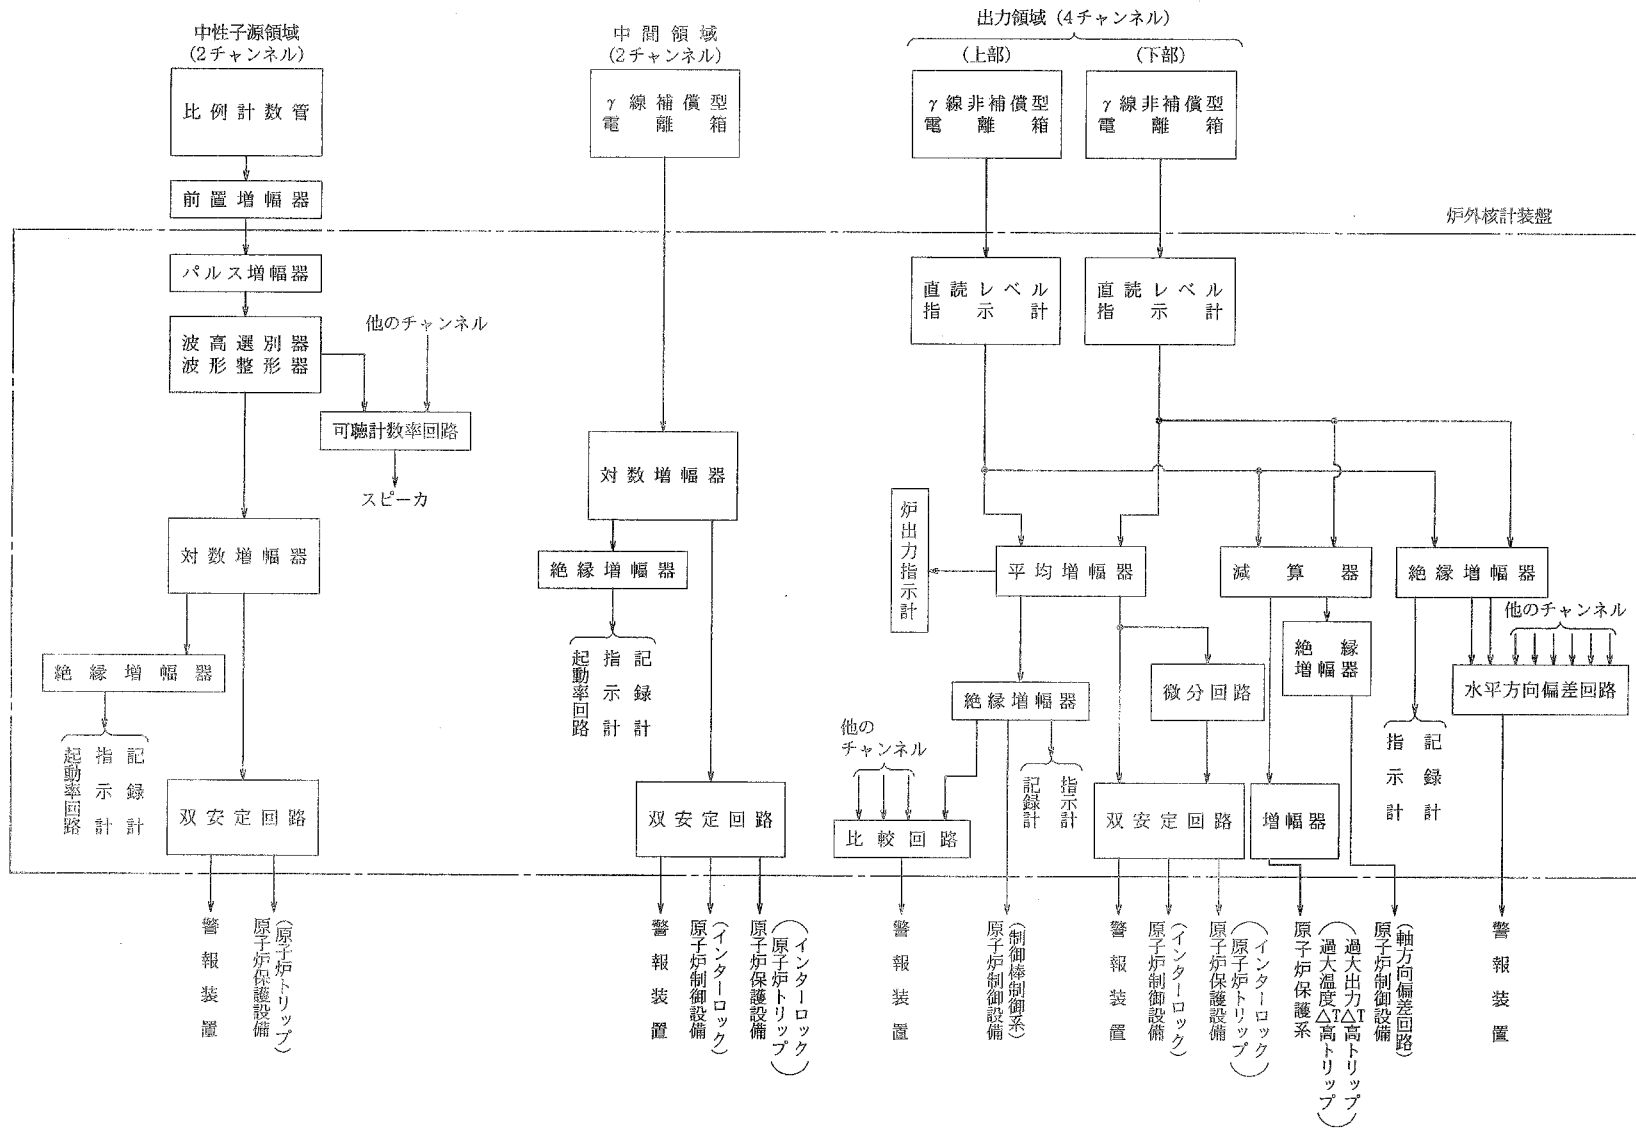 中性子源領域
(2チャンネル)
比例計数管
前置増幅器
パルス増幅器
波高選別器
波形整形器
他のチャンネル
可聴計数率回路
スピーカ
対数増幅器
絶縁増幅器
起動率回路
指示計
記録計
双安定回路
警報装置
原子炉保護設備
(原子炉トリップ)
中間領域
(2チャンネル)
γ線補償型
電離箱
対数増幅器
絶縁増幅器
起動率回路
指示計
記録計
双安定回路
警報装置
原子炉制御設備
(インターロック)
原子炉保護設備
(インターロック
原子炉トリップ)
出力領域(4チャンネル)
(上部)
(下部)
γ線非補償型
電離箱
γ線非補償型
電離箱
炉外核計装盤
直読レベル
指示計
直読レベル
指示計
炉出力指示計
平均増幅器
減算器
絶縁増幅器
他のチャンネル
絶縁
増幅器
水平方向偏差回路
絶縁増幅器
微分回路
他の
チャンネル
記録計
指示計
指示計
記録計
比較回路
双安定回路
増幅器
警報装置
原子炉制御設備
(制御棒制御系)
警報装置
原子炉制御設備
(インターロック)
原子炉保護設備
(インターロック
原子炉トリップ)
原子炉保護系
(過大出力△T高トリップ
過大温度△T高トリップ)
原子炉制御設備
(軸方向偏差回路)
警報装置